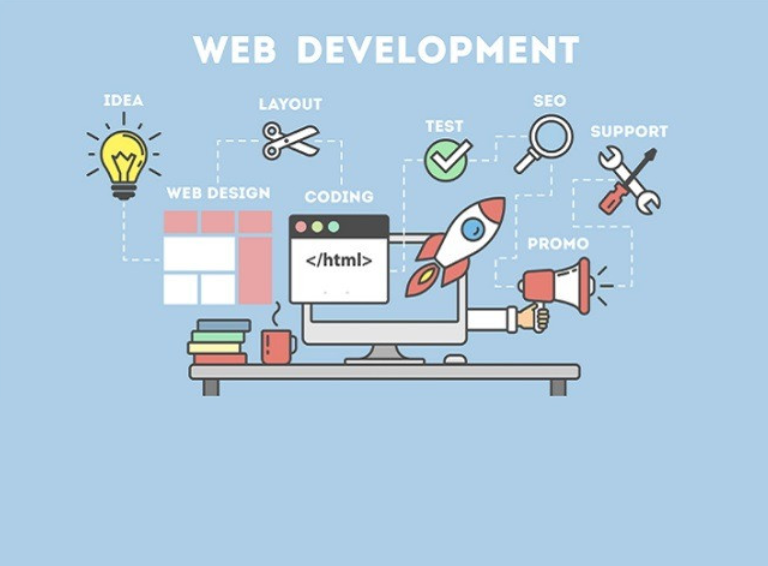 WEB DEVELOPMENT
IDEA
LAYOUT
TEST
SEO
SUPPORT
WEB DESIGN
CODING
</html>
PROMO